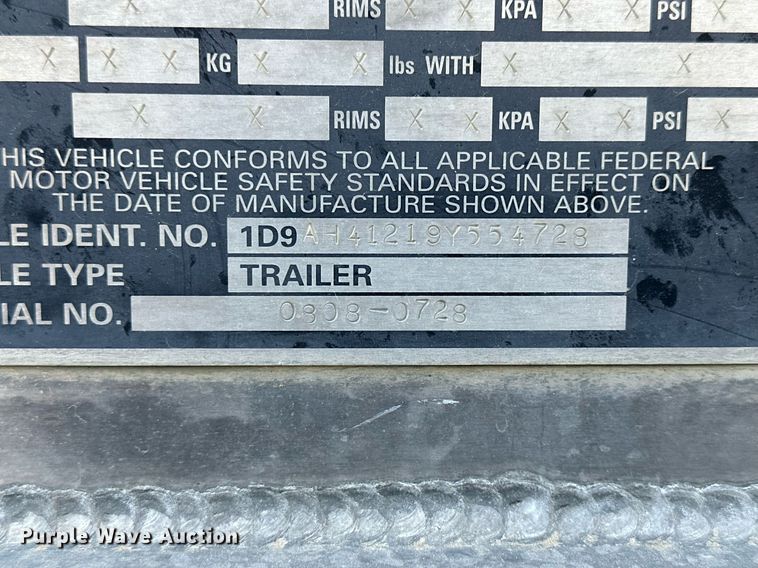 X X RIMS X X KPA X X PSI X
X X X KG X X lbs WITH X X
X X RIMS X X KPA X X PSI X X
HIS VEHICLE CONFORMS TO ALL APPLICABLE FEDERAL
MOTOR VEHICLE SAFETY STANDARDS IN EFFECT ON
THE DATE OF MANUFACTURE SHOWN ABOVE.
LE IDENT. NO. 1D9AH41219Y554728
LE TYPE TRAILER
IAL NO. 0808-0728
Purple Wave Auction